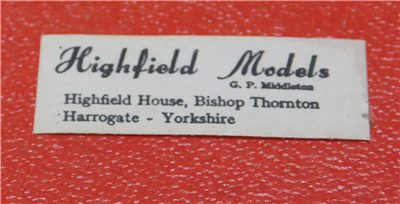 Highfield Models
G. P. Middleton
Highfield House, Bishop Thornton
Harrogate - Yorkshire